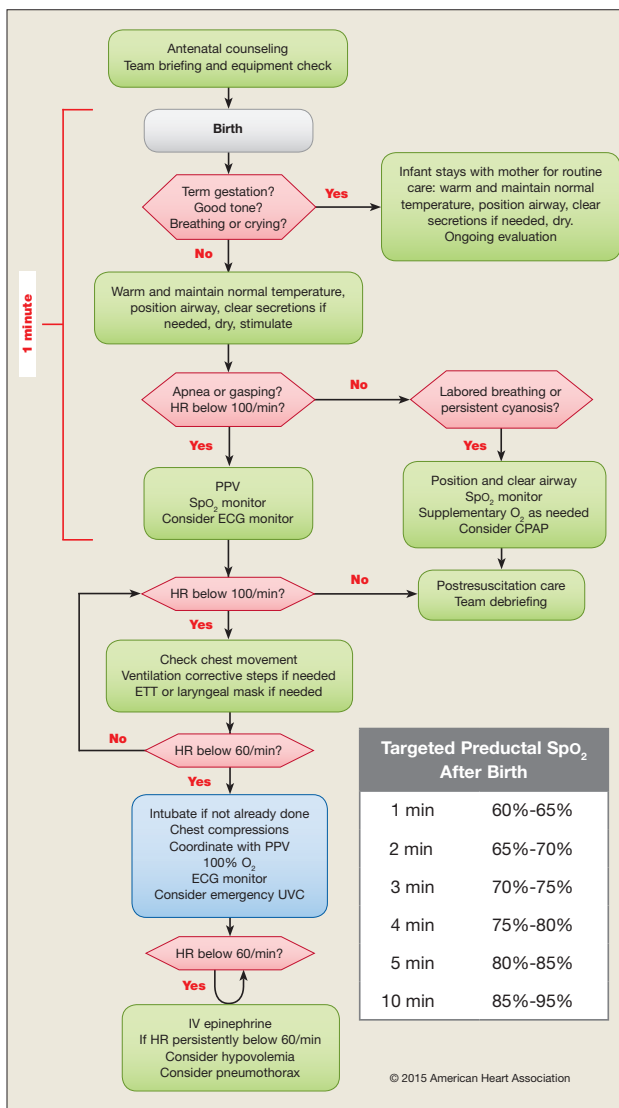 Antenatal counseling
Team briefing and equipment check
Birth
1 minute
Term gestation?
Good tone?
Breathing or crying?
Yes
Infant stays with mother for routine
care: warm and maintain normal
temperature, position airway, clear
secretions if needed, dry.
Ongoing evaluation
No
Warm and maintain normal temperature,
position airway, clear secretions if
needed, dry, stimulate
Apnea or gasping?
HR below 100/min?
No
Labored breathing or
persistent cyanosis?
Yes
Yes
PPV
SpO₂ monitor
Consider ECG monitor
Position and clear airway
SpO₂ monitor
Supplementary O₂ as needed
Consider CPAP
HR below 100/min?
No
Postresuscitation care
Team debriefing
Yes
Check chest movement
Ventilation corrective steps if needed
ETT or laryngeal mask if needed
No
HR below 60/min?
Yes
Intubate if not already done
Chest compressions
Coordinate with PPV
100% O₂
ECG monitor
Consider emergency UVC
HR below 60/min?
Yes
IV epinephrine
If HR persistently below 60/min
Consider hypovolemia
Consider pneumothorax
Targeted Preductal SpO₂
After Birth
1 min 60%-65%
2 min 65%-70%
3 min 70%-75%
4 min 75%-80%
5 min 80%-85%
10 min 85%-95%
© 2015 American Heart Association